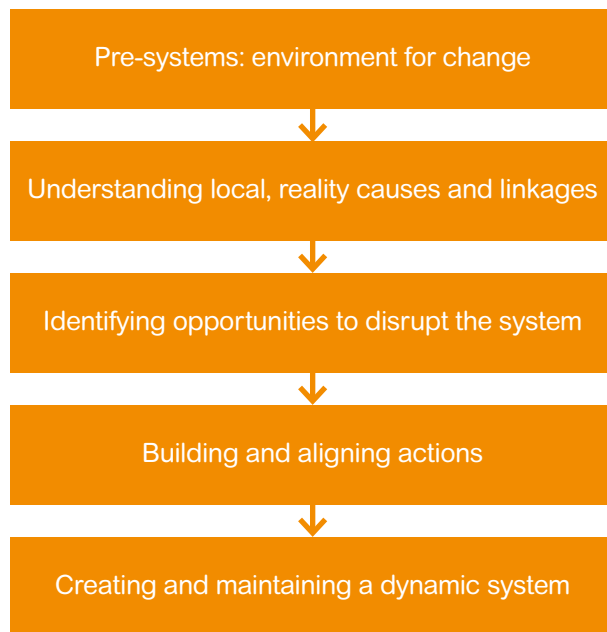 Pre-systems: environment for change
Understanding local, reality causes and linkages
Identifying opportunities to disrupt the system
Building and aligning actions
Creating and maintaining a dynamic system